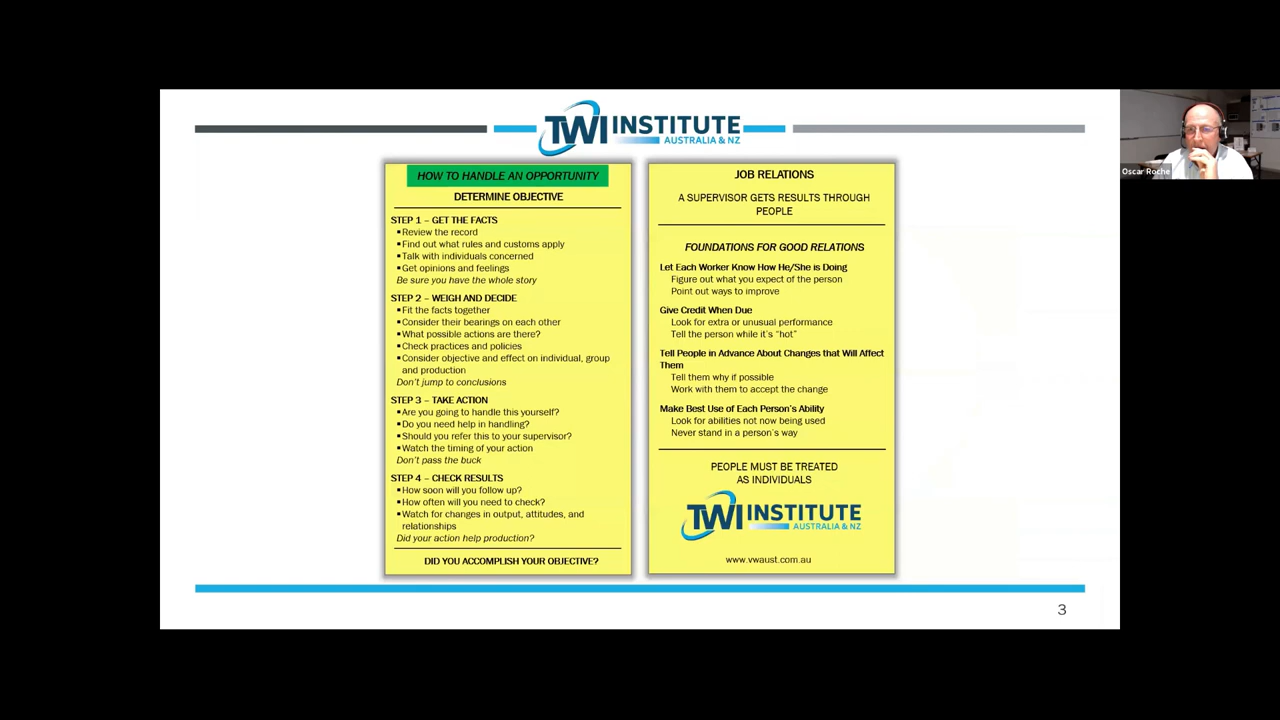 TWI INSTITUTE
AUSTRALIA & NZ
HOW TO HANDLE AN OPPORTUNITY
DETERMINE OBJECTIVE
STEP 1 – GET THE FACTS
▪Review the record
▪Find out what rules and customs apply
▪Talk with individuals concerned
▪Get opinions and feelings
Be sure you have the whole story
STEP 2 – WEIGH AND DECIDE
▪Fit the facts together
▪Consider their bearings on each other
▪What possible actions are there?
▪Check practices and policies
▪Consider objective and effect on individual, group
and production
Don't jump to conclusions
STEP 3 – TAKE ACTION
▪Are you going to handle this yourself?
▪Do you need help in handling?
▪Should you refer this to your supervisor?
▪Watch the timing of your action
Don't pass the buck
STEP 4 – CHECK RESULTS
▪How soon will you follow up?
▪How often will you need to check?
▪Watch for changes in output, attitudes, and
relationships
Did your action help production?
DID YOU ACCOMPLISH YOUR OBJECTIVE?
JOB RELATIONS
A SUPERVISOR GETS RESULTS THROUGH
PEOPLE
FOUNDATIONS FOR GOOD RELATIONS
Let Each Worker Know How He/She is Doing
Figure out what you expect of the person
Point out ways to improve
Give Credit When Due
Look for extra or unusual performance
Tell the person while it's "hot"
Tell People in Advance About Changes that Will Affect
Them
Tell them why if possible
Work with them to accept the change
Make Best Use of Each Person's Ability
Look for abilities not now being used
Never stand in a person's way
PEOPLE MUST BE TREATED
AS INDIVIDUALS
TWI INSTITUTE
AUSTRALIA & NZ
www.vwaust.com.au
3
Oscar Roche